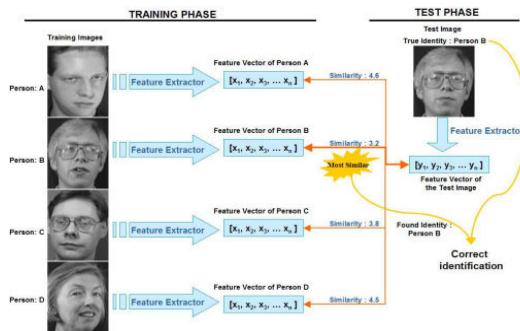 TRAINING PHASE
TEST PHASE
Training Images
Test Image
True Identity : Person B
Person: A
Feature Extractor
Feature Vector of Person A
[x₁, x₂, x₃, ... xₙ]
Similarity : 4.6
Feature Extractor
Person: B
Feature Extractor
Feature Vector of Person B
[x₁, x₂, x₃, ... xₙ]
Similarity : 3.2
Most Similar
[y₁, y₂, y₃, ... yₙ]
Feature Vector of
the Test Image
Person: C
Feature Extractor
Feature Vector of Person C
[x₁, x₂, x₃, ... xₙ]
Similarity : 3.8
Found Identity :
Person B
Correct
identification
Person: D
Feature Extractor
Feature Vector of Person D
[x₁, x₂, x₃, ... xₙ]
Similarity : 4.5